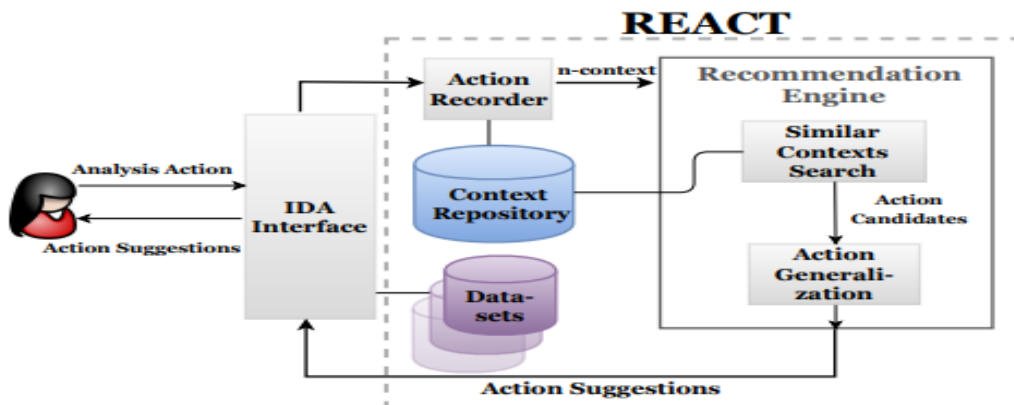 REACT
Action
Recorder
n-context
Recommendation
Engine
Similar
Contexts
Search
Analysis Action
IDA
Interface
Context
Repository
Action
Candidates
Action Suggestions
Action
Generali-
zation
Data-
sets
Action Suggestions